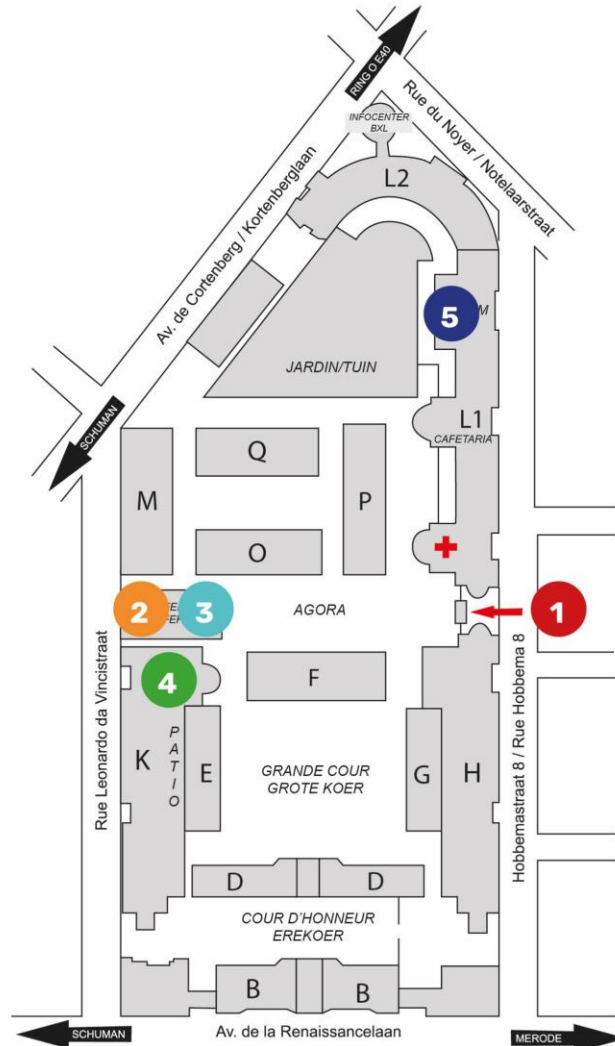 RING O E40
Rue du Noyer / Notelaarstraat
INFOCENTER
BXL
L2
Av. de Cortenberg / Kortenberglaan
5
M
JARDIN/TUIN
SCHUMAN
L1
CAFETARIA
Q
M
P
O
2
3
AGORA
1
4
F
Rue Leonardo da Vincistraat
K
PATIO
E
GRANDE COUR
GROTE KOER
G
H
Hobbemastraat 8 / Rue Hobbema 8
D
D
COUR D'HONNEUR
EREKOER
B
B
SCHUMAN
Av. de la Renaissancelaan
MERODE